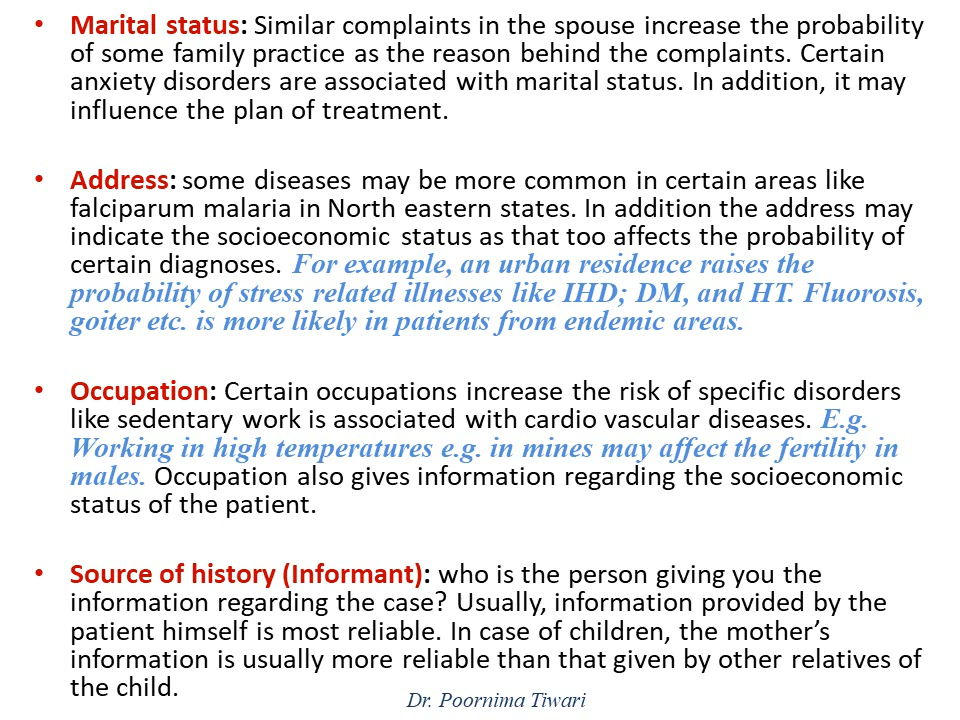 • Marital status: Similar complaints in the spouse increase the probability
of some family practice as the reason behind the complaints. Certain
anxiety disorders are associated with marital status. In addition, it may
influence the plan of treatment.
• Address: some diseases may be more common in certain areas like
falciparum malaria in North eastern states. In addition the address may
indicate the socioeconomic status as that too affects the probability of
certain diagnoses. For example, an urban residence raises the
probability of stress related illnesses like IHD; DM, and HT. Fluorosis,
goiter etc. is more likely in patients from endemic areas.
• Occupation: Certain occupations increase the risk of specific disorders
like sedentary work is associated with cardio vascular diseases. E.g.
Working in high temperatures e.g. in mines may affect the fertility in
males. Occupation also gives information regarding the socioeconomic
status of the patient.
• Source of history (Informant): who is the person giving you the
information regarding the case? Usually, information provided by the
patient himself is most reliable. In case of children, the mother’s
information is usually more reliable than that given by other relatives of
the child.
Dr. Poornima Tiwari